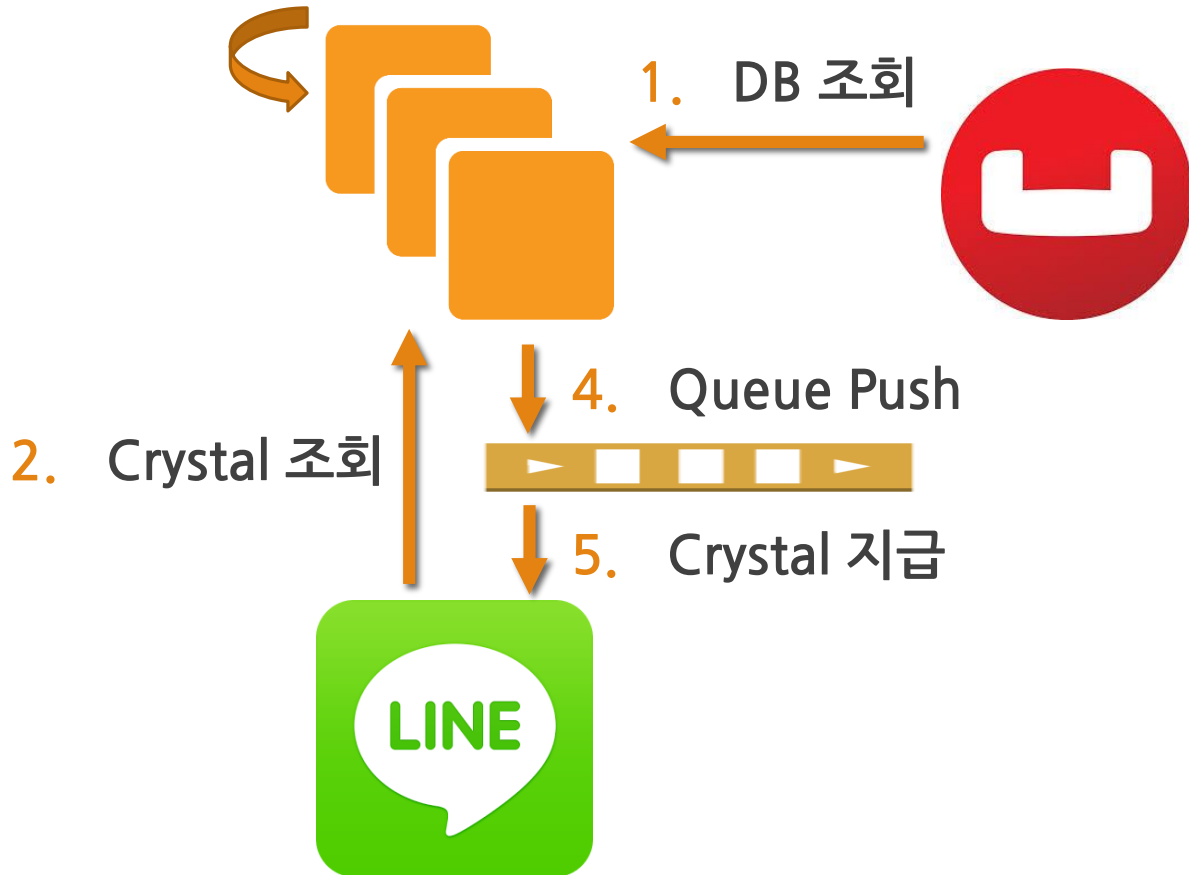 1. DB 조회
4. Queue Push
2. Crystal 조회
5. Crystal 지급
LINE